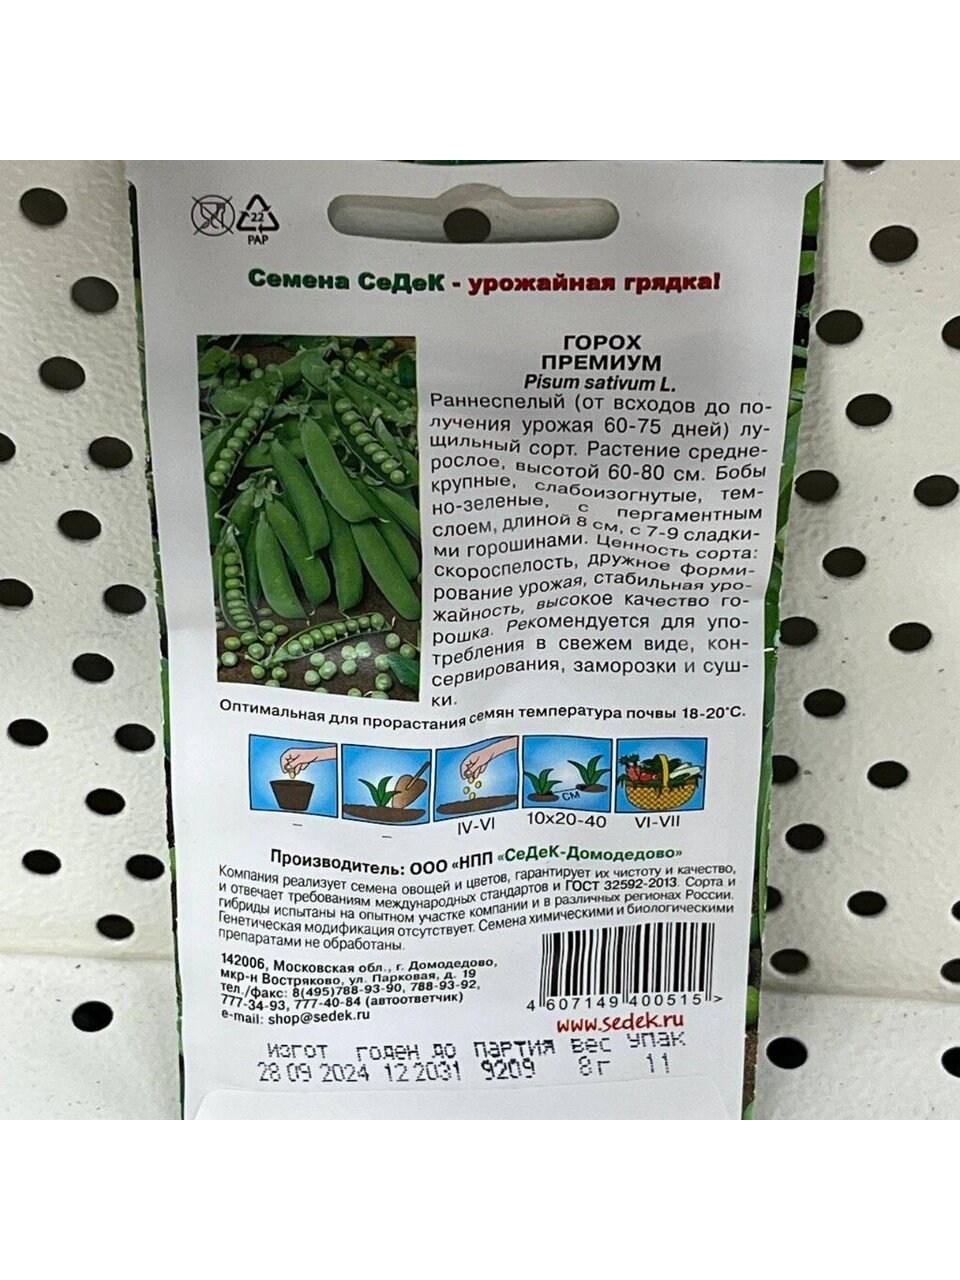 22
PAP
Семена СеДеК - урожайная грядка!
ГОРОХ
ПРЕМИУМ
Pisum sativum L.
Раннеспелый (от всходов до по-
лучения урожая 60-75 дней) лу-
щильный сорт. Растение средне-
рослое, высотой 60-80 см. Бобы
крупные, слабоизогнутые, тем-
но-зеленые, с пергаментным
слоем, длиной 8 см, с 7-9 сладки-
ми горошинами. Ценность сорта:
скороспелость, дружное форми-
рование урожая, стабильная уро-
жайность, высокое качество го-
рошка. Рекомендуется для упо-
требления в свежем виде, кон-
сервирования, заморозки и суш-
ки.
Оптимальная для прорастания семян температура почвы 18-20°С.
см
– – IV-VI 10x20-40 VI-VII
Производитель: ООО «НПП «СеДеК-Домодедово»
Компания реализует семена овощей и цветов, гарантирует их чистоту и качество,
и отвечает требованиям международных стандартов и ГОСТ 32592-2013. Сорта и
гибриды испытаны на опытном участке компании и в различных регионах России.
Генетическая модификация отсутствует. Семена химическими и биологическими
препаратами не обработаны.
142006, Московская обл., г. Домодедово,
мкр-н Востряково, ул. Парковая, д. 19
тел./факс: 8(495)788-93-90, 788-93-92,
777-34-93, 777-40-84 (автоответчик)
e-mail: shop@sedek.ru
4 607149 400515 >
www.sedek.ru
ИЗГОТ ГОДЕН ДО ПАРТИЯ ВЕС УПАК
28 09 2024 12 2031 9209 8 г 11